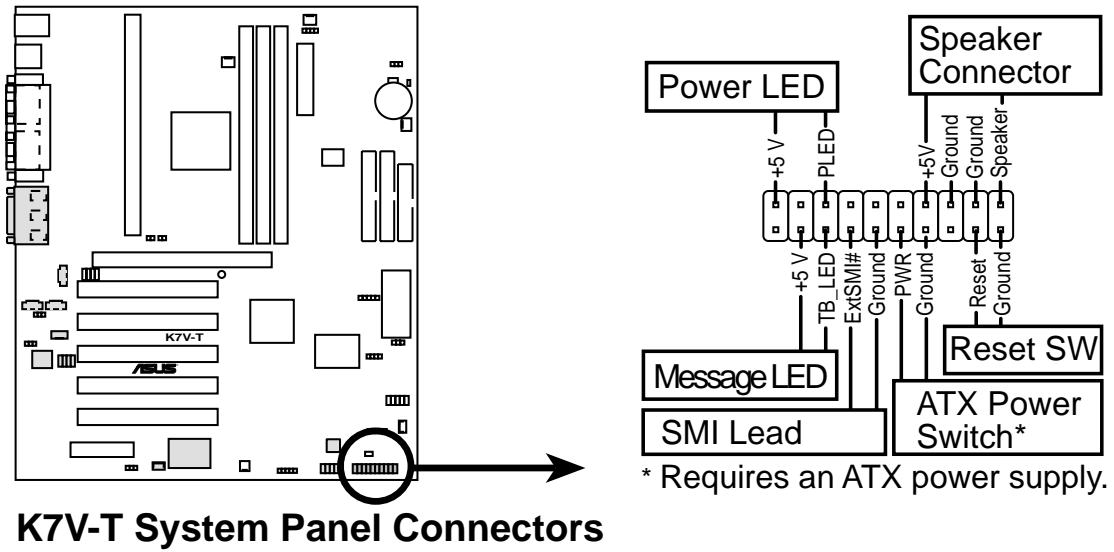 Speaker
Connector
Power LED
+5 V
PLED
+5V
Ground
Ground
Speaker
+5 V
TB_LED
ExtSMI#
Ground
PWR
Ground
Reset
Ground
K7V-T
ASUS
Reset SW
Message LED
ATX Power
Switch*
SMI Lead
* Requires an ATX power supply.
K7V-T System Panel Connectors